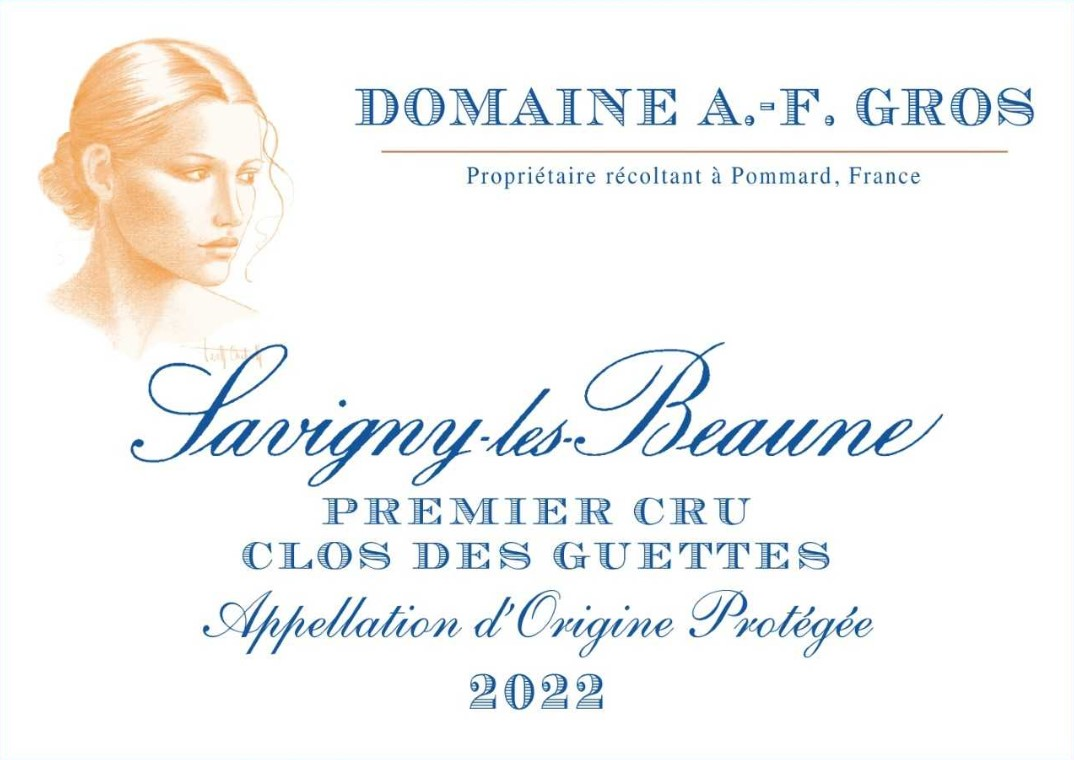 DOMAINE A.-F. GROS
Propriétaire récoltant à Pommard, France
Savigny-les-Beaune
PREMIER CRU
CLOS DES GUETTES
Appellation d'Origine Protégée
2022